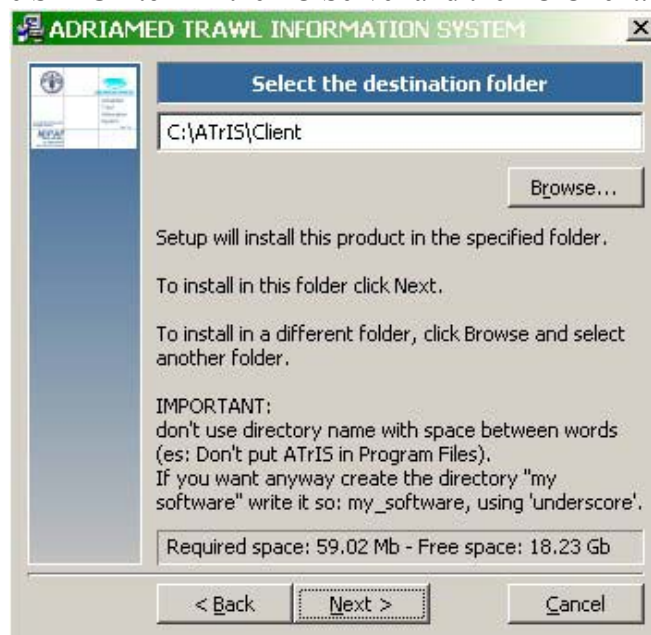 ADRIAMED TRAWL INFORMATION SYSTEM
Select the destination folder
C:\ATrIS\Client
Browse...
Setup will install this product in the specified folder.
To install in this folder click Next.
To install in a different folder, click Browse and select
another folder.
IMPORTANT:
don't use directory name with space between words
(es: Don't put ATrIS in Program Files).
If you want anyway create the directory "my
software" write it so: my_software, using 'underscore'.
Required space: 59.02 Mb - Free space: 18.23 Gb
< Back
Next >
Cancel